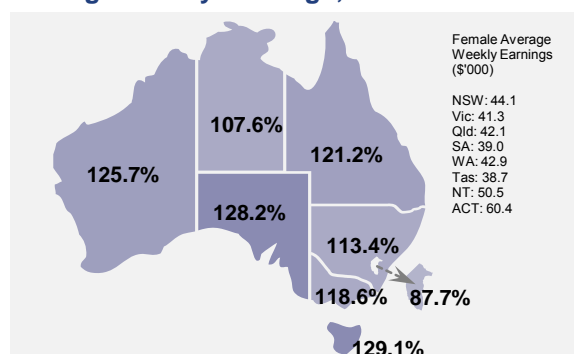 Female Average
Weekly Earnings
($'000)
NSW: 44.1
Vic: 41.3
Qld: 42.1
SA: 39.0
WA: 42.9
Tas: 38.7
NT: 50.5
ACT: 60.4
107.6%
121.2%
125.7%
128.2%
113.4%
118.6%
87.7%
129.1%